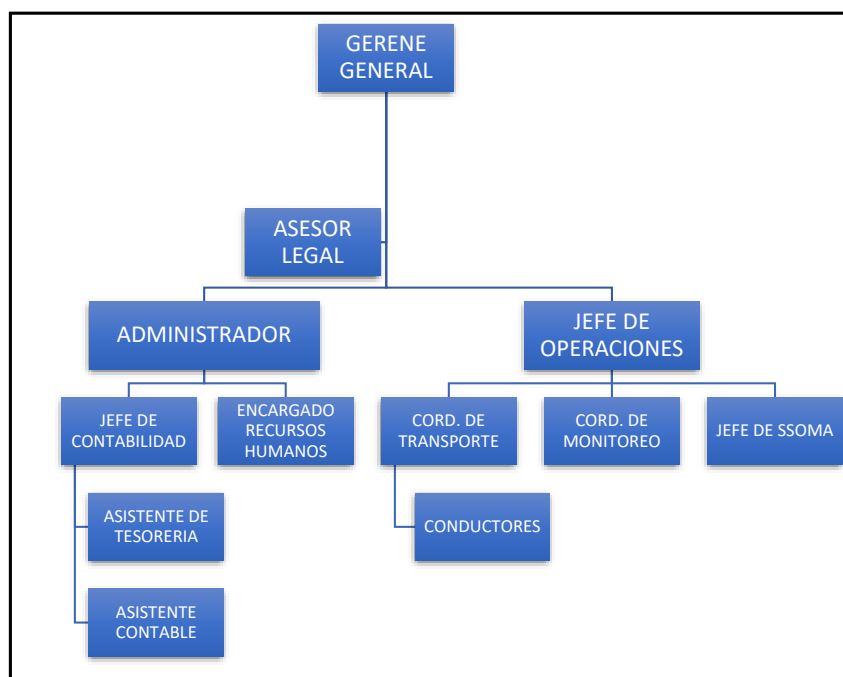 GERENE
GENERAL
ASESOR
LEGAL
ADMINISTRADOR
JEFE DE
OPERACIONES
JEFE DE
CONTABILIDAD
ENCARGADO
RECURSOS
HUMANOS
CORD. DE
TRANSPORTE
CORD. DE
MONITOREO
JEFE DE SSOMA
ASISTENTE DE
TESORERIA
CONDUCTORES
ASISTENTE
CONTABLE